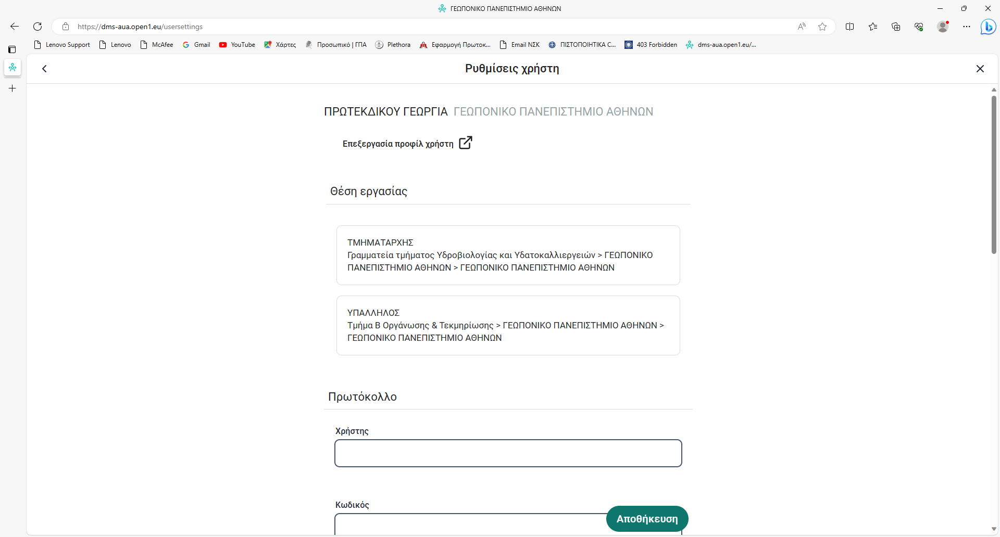 ΓΕΩΠΟΝΙΚΟ ΠΑΝΕΠΙΣΤΗΜΙΟ ΑΘΗΝΩΝ
https://dms-aua.open1.eu/usersettings
Lenovo Support Lenovo McAfee Gmail YouTube Χάρτες Προσωπικό | ΓΠΑ Plethora Εφαρμογή Πρωτοκ... Email ΝΣΚ ΠΙΣΤΟΠΟΙΗΤΙΚΑ C... 403 Forbidden dms-aua.open1.eu/...
Ρυθμίσεις χρήστη
ΠΡΩΤΕΚΔΙΚΟΥ ΓΕΩΡΓΙΑ ΓΕΩΠΟΝΙΚΟ ΠΑΝΕΠΙΣΤΗΜΙΟ ΑΘΗΝΩΝ
Επεξεργασία προφίλ χρήστη
Θέση εργασίας
ΤΜΗΜΑΤΑΡΧΗΣ
Γραμματεία τμήματος Υδροβιολογίας και Υδατοκαλλιεργειών > ΓΕΩΠΟΝΙΚΟ
ΠΑΝΕΠΙΣΤΗΜΙΟ ΑΘΗΝΩΝ > ΓΕΩΠΟΝΙΚΟ ΠΑΝΕΠΙΣΤΗΜΙΟ ΑΘΗΝΩΝ
ΥΠΑΛΛΗΛΟΣ
Τμήμα Β Οργάνωσης & Τεκμηρίωσης > ΓΕΩΠΟΝΙΚΟ ΠΑΝΕΠΙΣΤΗΜΙΟ ΑΘΗΝΩΝ >
ΓΕΩΠΟΝΙΚΟ ΠΑΝΕΠΙΣΤΗΜΙΟ ΑΘΗΝΩΝ
Πρωτόκολλο
Χρήστης
Κωδικός
Αποθήκευση